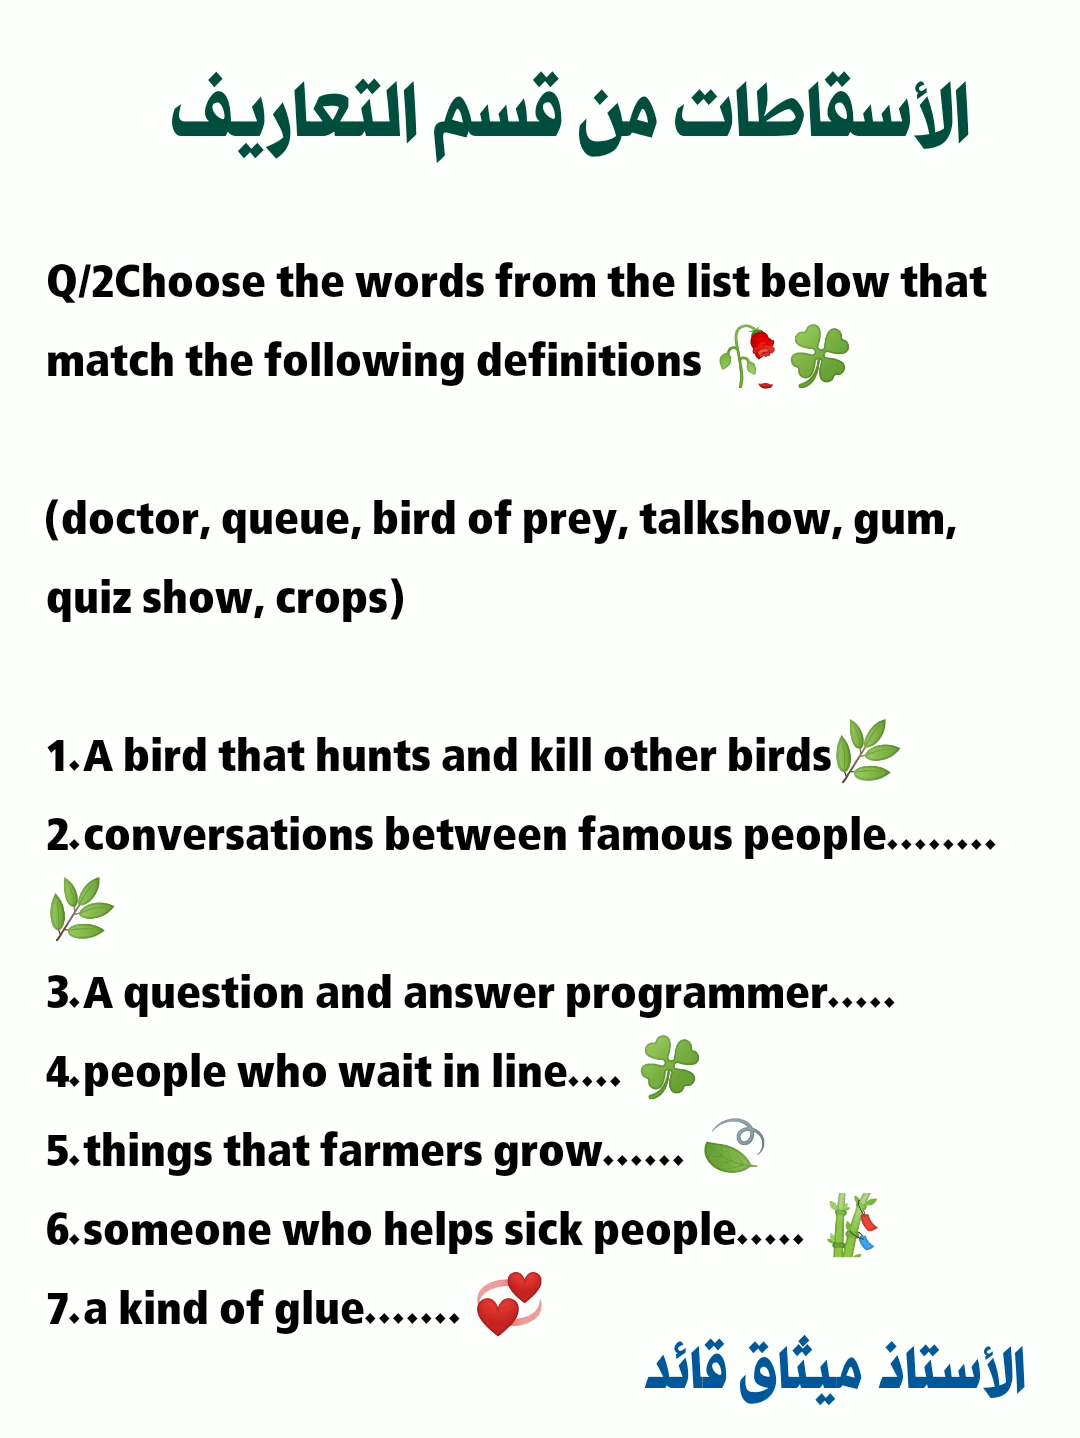 الأسقاطات من قسم التعاريف
Q/2Choose the words from the list below that
match the following definitions 🥀🍀
(doctor, queue, bird of prey, talkshow, gum,
quiz show, crops)
1.A bird that hunts and kill other birds🌿
2.conversations between famous people........
🌿
3.A question and answer programmer.....
4.people who wait in line.... 🍀
5.things that farmers grow...... 🍃
6.someone who helps sick people..... 🎋
7.a kind of glue....... 💞
الأستاذ ميثاق قائد